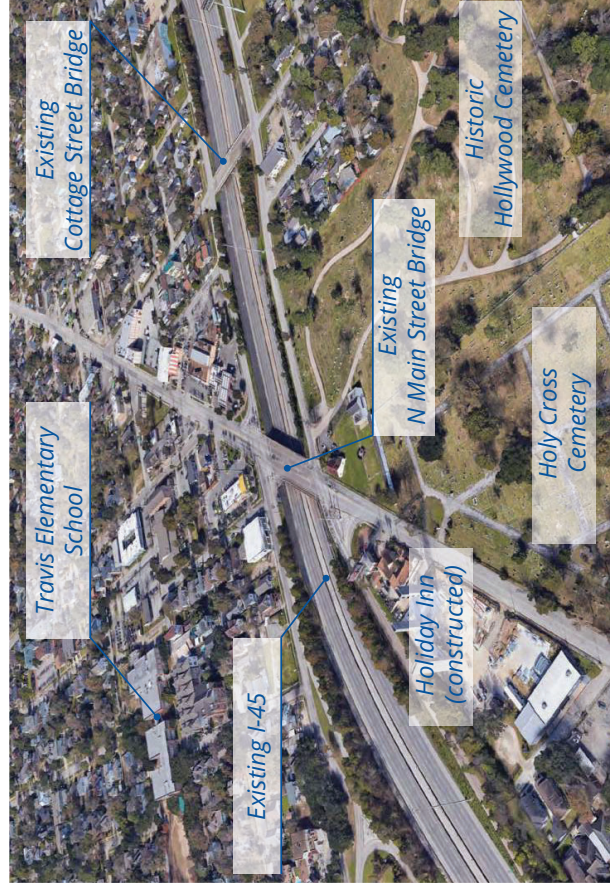 Existing
Cottage Street Bridge
Historic
Hollywood Cemetery
Existing
N Main Street Bridge
Travis Elementary
School
Holy Cross
Cemetery
Existing I-45
Holiday Inn
(constructed)